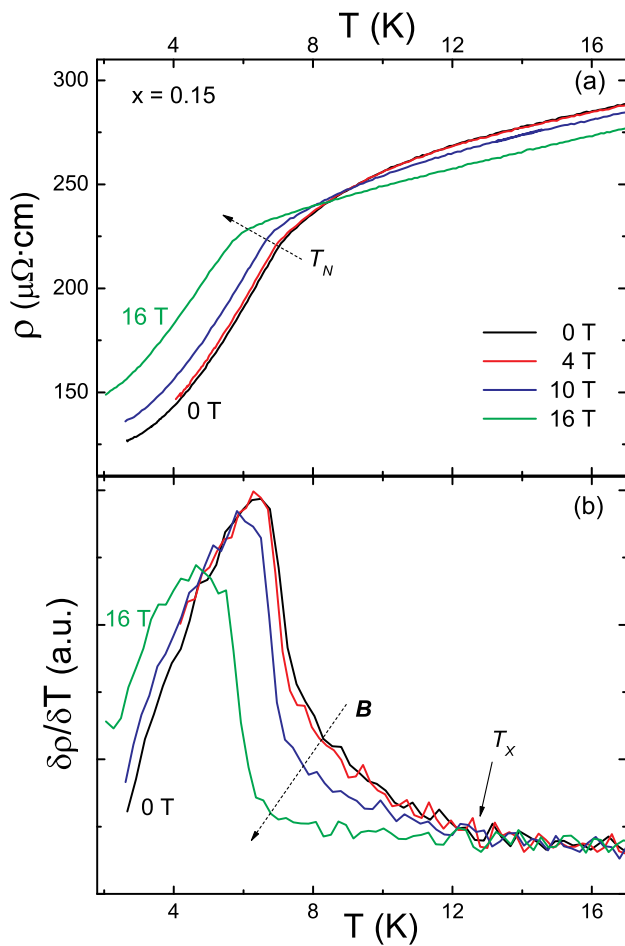 T (K)
4 8 12 16
300
250
200
150
ρ (μΩ·cm)
x = 0.15
(a)
T_N
16 T
0 T
0 T
4 T
10 T
16 T
(b)
16 T
δρ/δT (a.u.)
B
T_X
0 T
4 8 12 16
T (K)